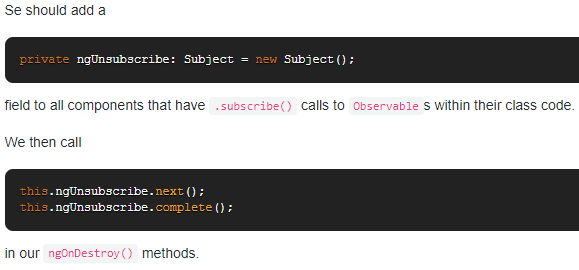 Se should add a
private ngUnsubscribe: Subject = new Subject();
field to all components that have .subscribe() calls to Observable s within their class code.
We then call
this.ngUnsubscribe.next();
this.ngUnsubscribe.complete();
in our ngOnDestroy() methods.